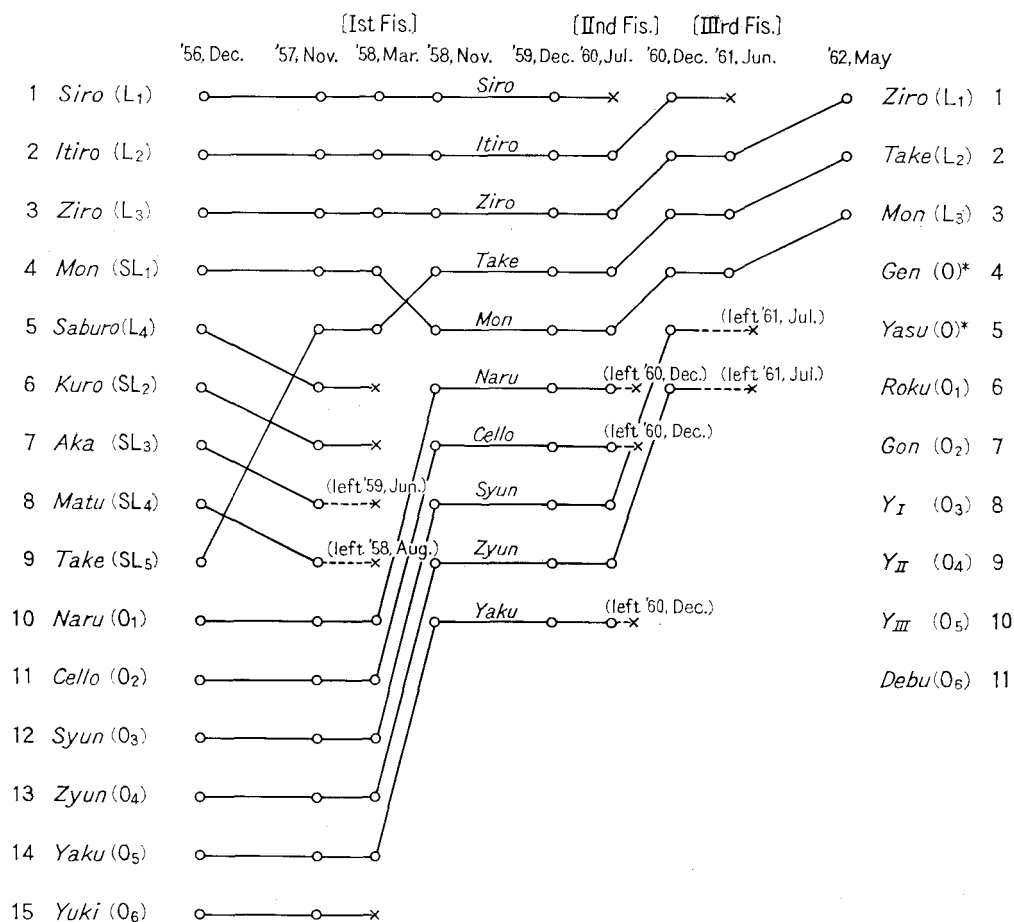 [Ist Fis.] [IInd Fis.] [IIIrd Fis.]
'56, Dec. '57, Nov. '58, Mar. '58, Nov. '59, Dec. '60, Jul. '60, Dec. '61, Jun. '62, May
1 Siro (L₁) Siro Ziro (L₁) 1
2 Itiro (L₂) Itiro Take (L₂) 2
3 Ziro (L₃) Ziro Mon (L₃) 3
4 Mon (SL₁) Take Gen (O)* 4
5 Saburo (L₄) Mon (left '61, Jul.) Yasu (O)* 5
6 Kuro (SL₂) Naru (left '60, Dec.) (left '61, Jul.) Roku (O₁) 6
7 Aka (SL₃) Cello (left '60, Dec.) Gon (O₂) 7
8 Matu (SL₄) (left '59, Jun.) Syun Y_I (O₃) 8
9 Take (SL₅) (left '58, Aug.) Zyun Y_II (O₄) 9
10 Naru (O₁) Yaku (left '60, Dec.) Y_III (O₅) 10
11 Cello (O₂) Debu (O₆) 11
12 Syun (O₃)
13 Zyun (O₄)
14 Yaku (O₅)
15 Yuki (O₆)